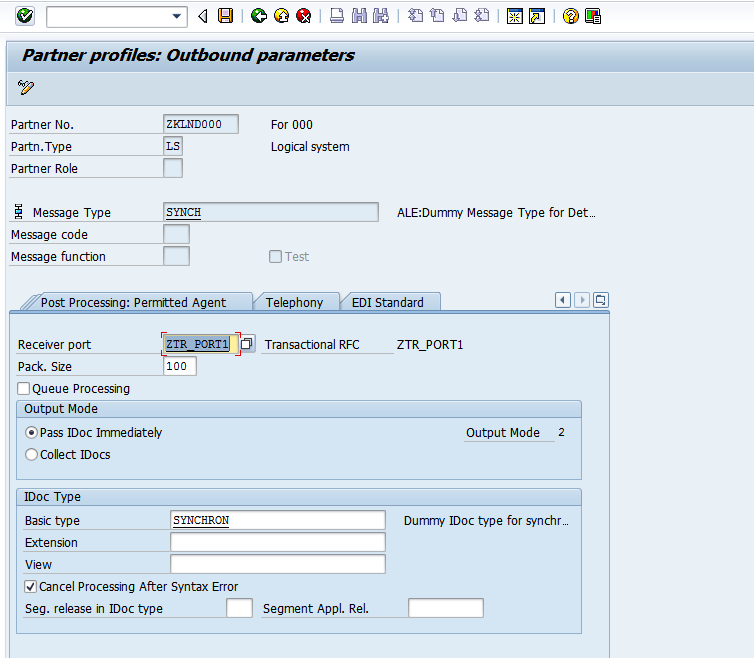 Partner profiles: Outbound parameters
Partner No. ZKLND000 For 000
Partn.Type LS Logical system
Partner Role
Message Type SYNCH ALE:Dummy Message Type for Det...
Message code
Message function Test
Post Processing: Permitted Agent Telephony EDI Standard
Receiver port ZTR_PORT1 Transactional RFC ZTR_PORT1
Pack. Size 100
Queue Processing
Output Mode
Pass IDoc Immediately Output Mode 2
Collect IDocs
IDoc Type
Basic type SYNCHRON Dummy IDoc type for synchr...
Extension
View
Cancel Processing After Syntax Error
Seg. release in IDoc type Segment Appl. Rel.